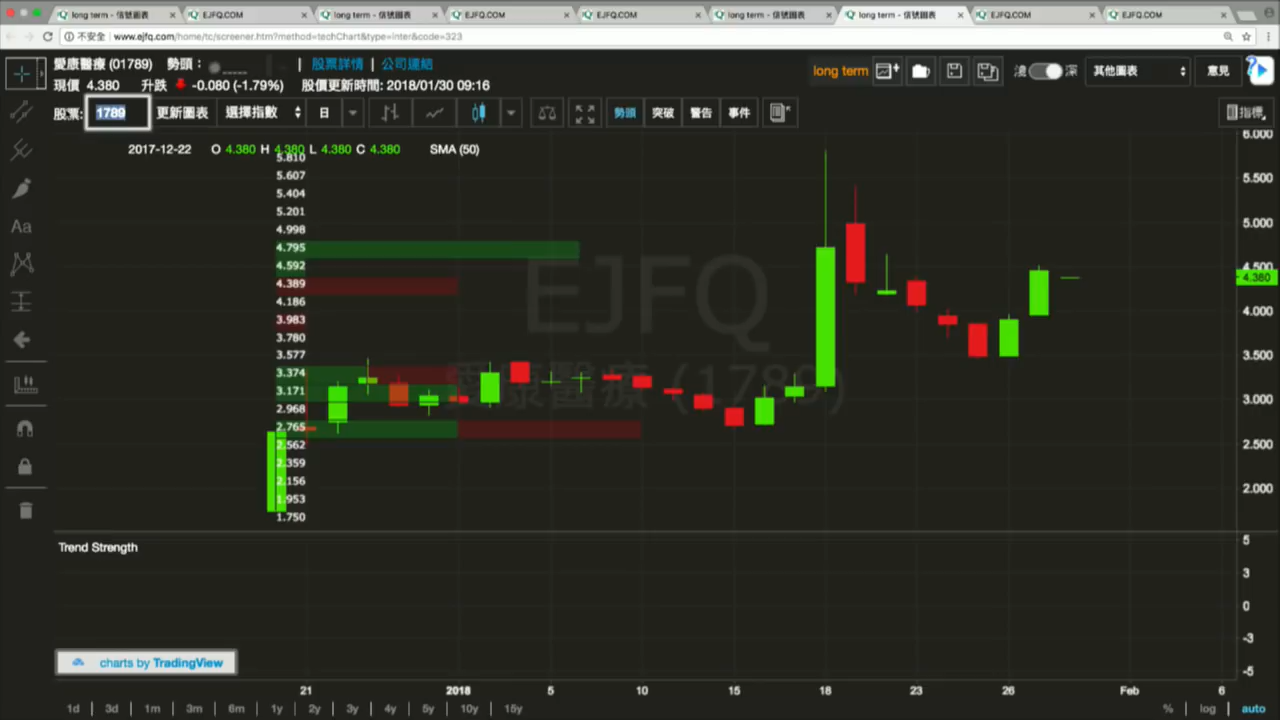 long term - 信號圖表
EJFQ.COM
long term - 信號圖表
EJFQ.COM
EJFQ.COM
long term - 信號圖表
long term - 信號圖表
EJFQ.COM
EJFQ.COM
不安全 www.ejfq.com/home/tc/screener.htm?method=techChart&type=inter&code=323
愛康醫療 (01789) 勢頭： | 股票詳情 | 公司連結
現價 4.380 升跌 -0.080 (-1.79%) 股價更新時間: 2018/01/30 09:16
long term
淺 深
其他圖表
意見
股票: 1789 更新圖表 選擇指數 日 勢頭 突破 警告 事件 指標
2017-12-22 O 4.380 H 4.380 L 4.380 C 4.380 SMA (50)
5.810
5.607
5.404
5.201
4.998
4.795
4.592
4.389
4.186
3.983
3.780
3.577
3.374
3.171
2.968
2.765
2.562
2.359
2.156
1.953
1.750
EJFQ
愛康醫療 (1789)
6.000
5.500
5.000
4.500
4.380
4.000
3.500
3.000
2.500
2.000
Trend Strength
5
3
0
-3
-5
charts by TradingView
21 2018 5 10 15 18 23 26 Feb 6
1d | 3d | 1m | 3m | 6m | 1y | 2y | 3y | 4y | 5y | 10y | 15y
% | log | auto